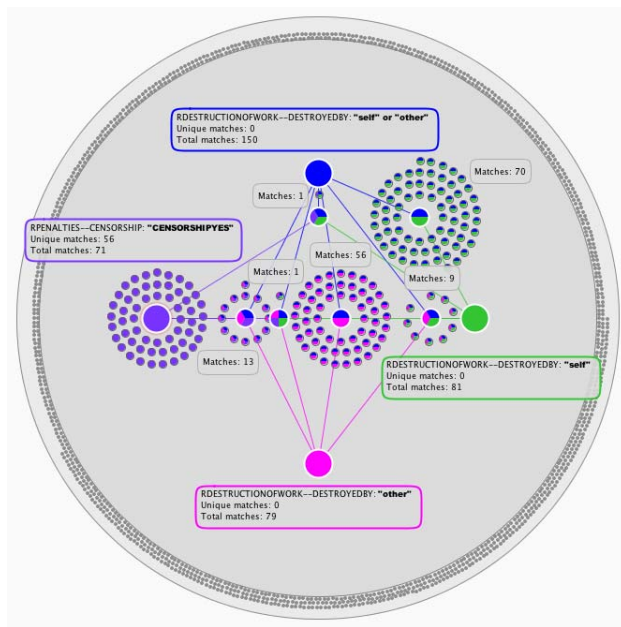 RDESTRUCTIONOFWORK--DESTROYEDBY: "self" or "other"
Unique matches: 0
Total matches: 150
Matches: 70
Matches: 1
RPENALTIES--CENSORSHIP: "CENSORSHIPYES"
Unique matches: 56
Total matches: 71
Matches: 56
Matches: 1
Matches: 9
Matches: 13
RDESTRUCTIONOFWORK--DESTROYEDBY: "self"
Unique matches: 0
Total matches: 81
RDESTRUCTIONOFWORK--DESTROYEDBY: "other"
Unique matches: 0
Total matches: 79